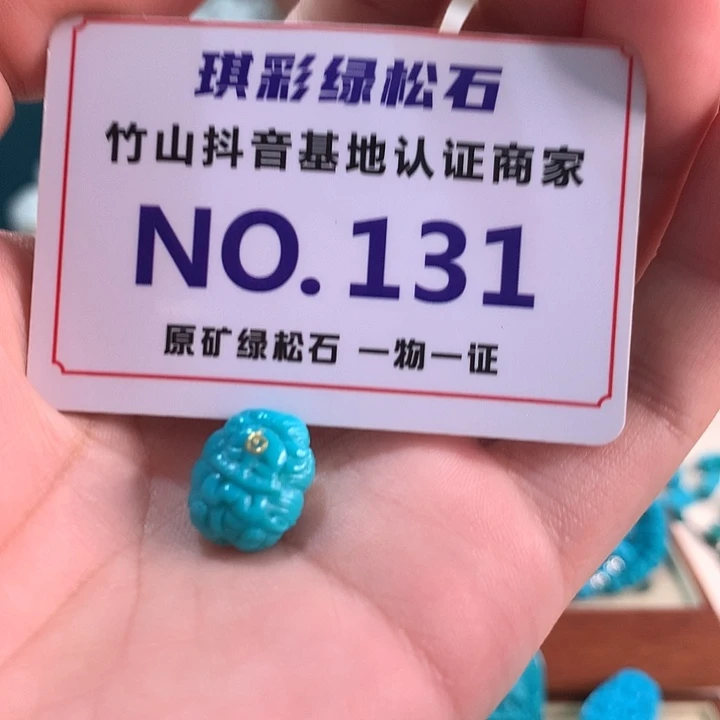 琪彩绿松石
竹山抖音基地认证商家
NO.131
原矿绿松石 一物一证